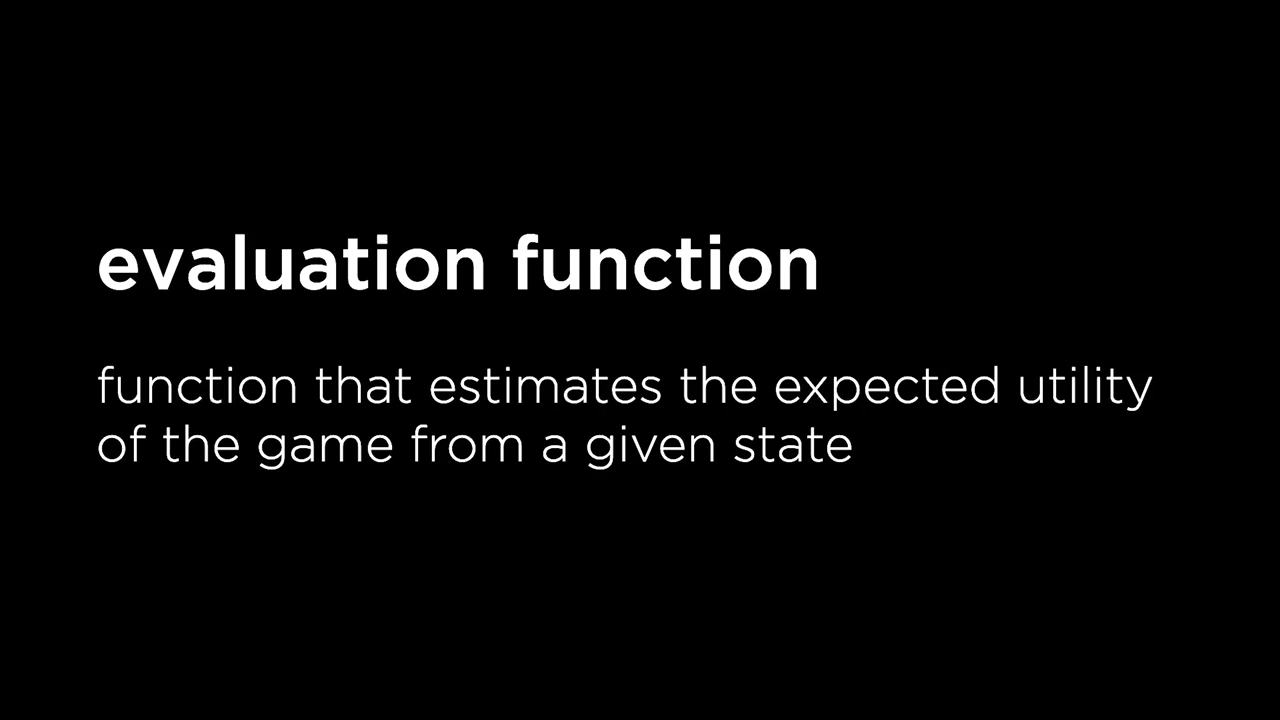 evaluation function
function that estimates the expected utility
of the game from a given state